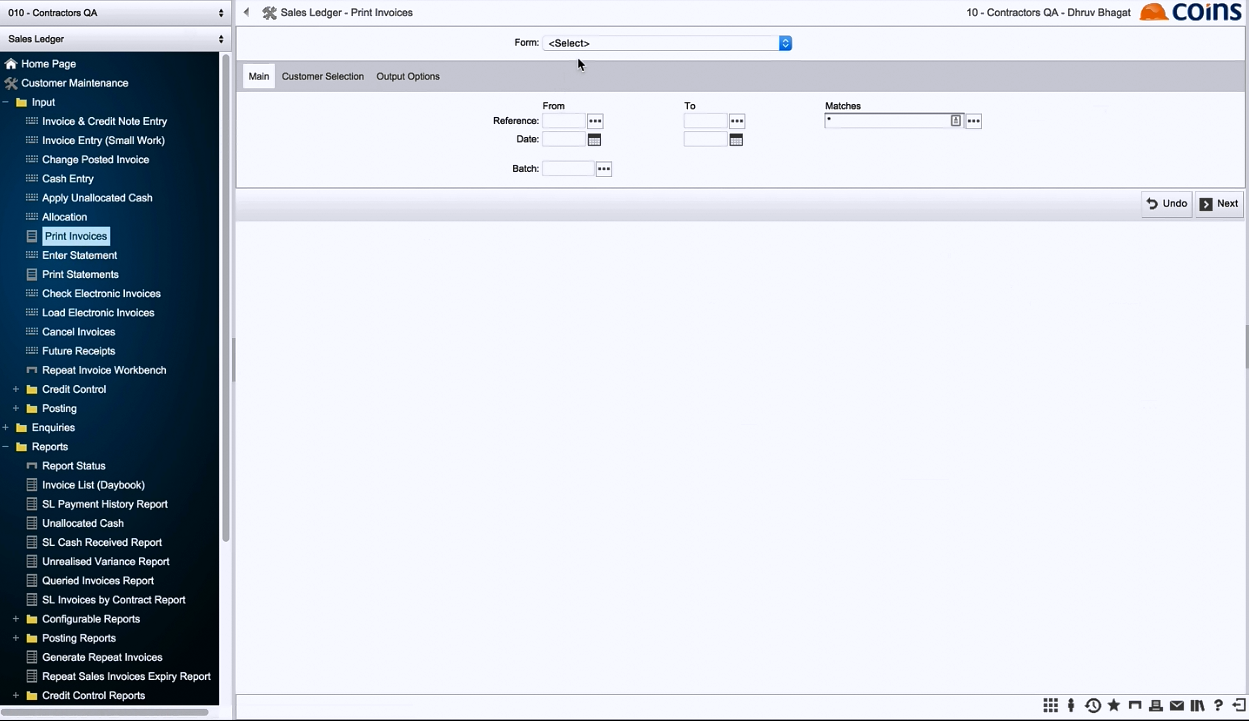 010 - Contractors QA
Sales Ledger - Print Invoices
10 - Contractors QA - Dhruv Bhagat
coins
Sales Ledger
Form: <Select>
Home Page
Customer Maintenance
Input
Invoice & Credit Note Entry
Invoice Entry (Small Work)
Change Posted Invoice
Cash Entry
Apply Unallocated Cash
Allocation
Print Invoices
Enter Statement
Print Statements
Check Electronic Invoices
Load Electronic Invoices
Cancel Invoices
Future Receipts
Repeat Invoice Workbench
Credit Control
Posting
Enquiries
Reports
Report Status
Invoice List (Daybook)
SL Payment History Report
Unallocated Cash
SL Cash Received Report
Unrealised Variance Report
Queried Invoices Report
SL Invoices by Contract Report
Configurable Reports
Posting Reports
Generate Repeat Invoices
Repeat Sales Invoices Expiry Report
Credit Control Reports
Main Customer Selection Output Options
From To Matches
Reference: *
Date:
Batch:
Undo Next